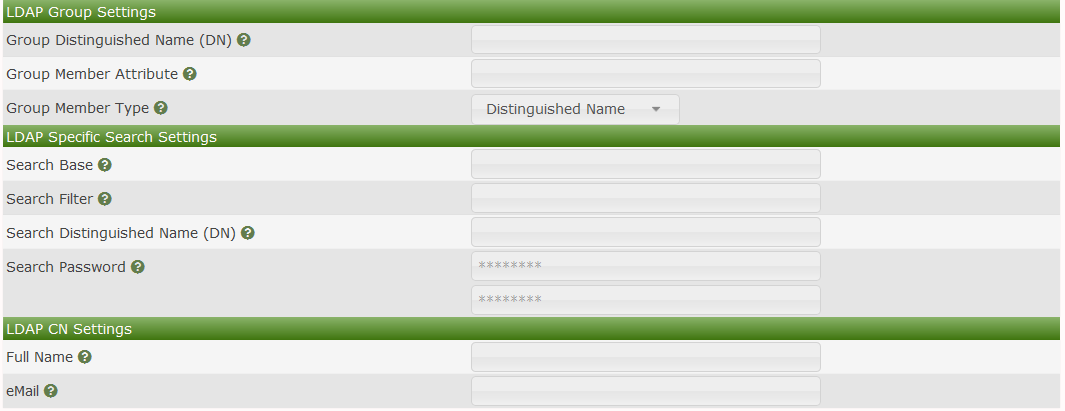 LDAP Group Settings
Group Distinguished Name (DN)
Group Member Attribute
Group Member Type Distinguished Name
LDAP Specific Search Settings
Search Base
Search Filter
Search Distinguished Name (DN)
Search Password ********
********
LDAP CN Settings
Full Name
eMail